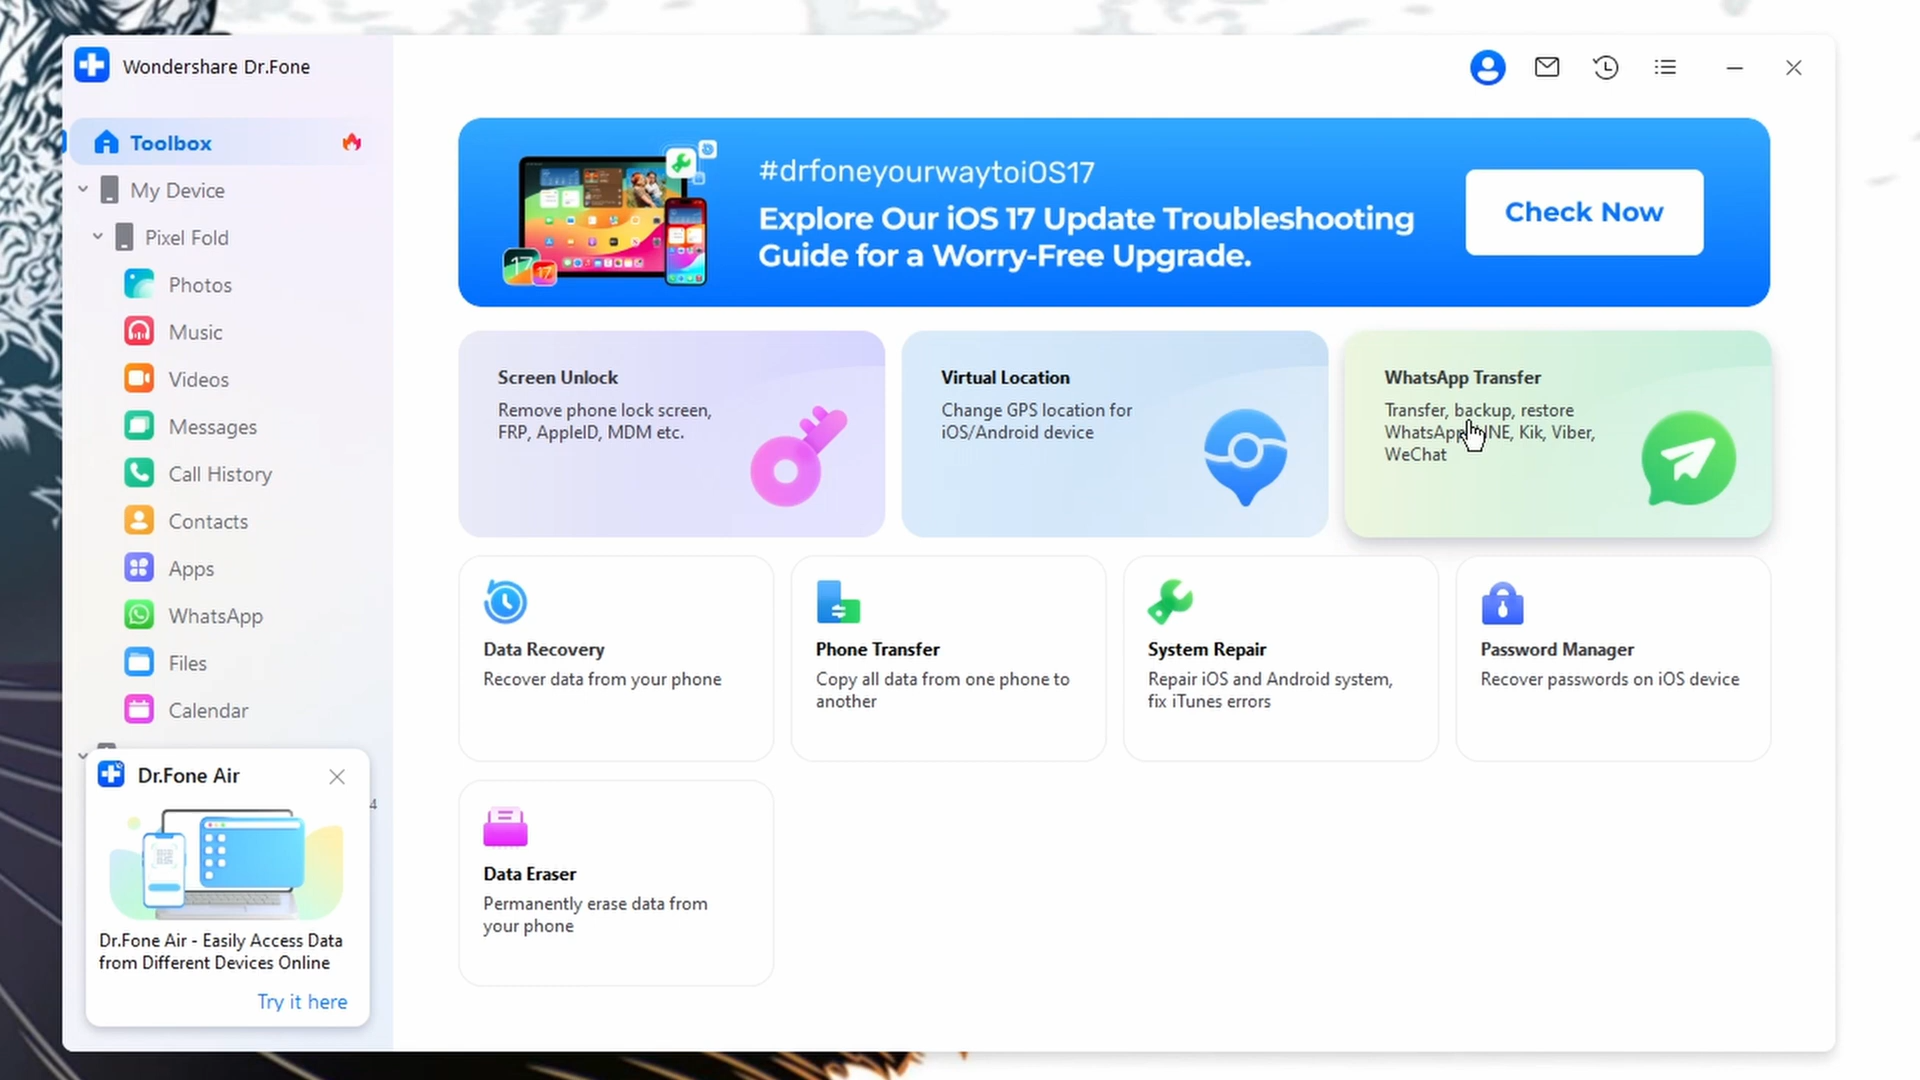 Wondershare Dr.Fone
Toolbox
My Device
Pixel Fold
Photos
Music
Videos
Messages
Call History
Contacts
Apps
WhatsApp
Files
Calendar
4
Dr.Fone Air
Dr.Fone Air - Easily Access Data
from Different Devices Online
Try it here
#drfoneyourwaytoiOS17
Explore Our iOS 17 Update Troubleshooting
Guide for a Worry-Free Upgrade.
Check Now
17
17
Screen Unlock
Remove phone lock screen,
FRP, AppleID, MDM etc.
Virtual Location
Change GPS location for
iOS/Android device
WhatsApp Transfer
Transfer, backup, restore
WhatsApp, LINE, Kik, Viber,
WeChat
Data Recovery
Recover data from your phone
Phone Transfer
Copy all data from one phone to
another
System Repair
Repair iOS and Android system,
fix iTunes errors
Password Manager
Recover passwords on iOS device
Data Eraser
Permanently erase data from
your phone